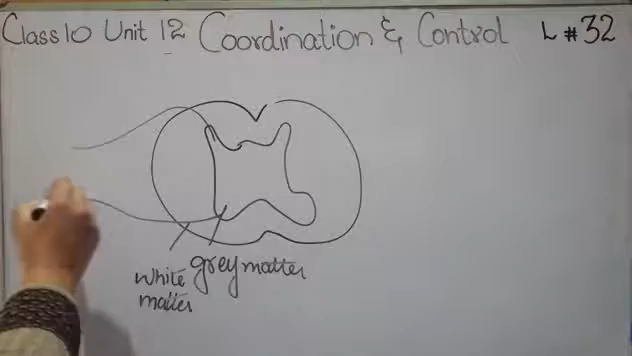 Class 10 Unit 12 Coordination & Control L # 32
White grey matter
matter